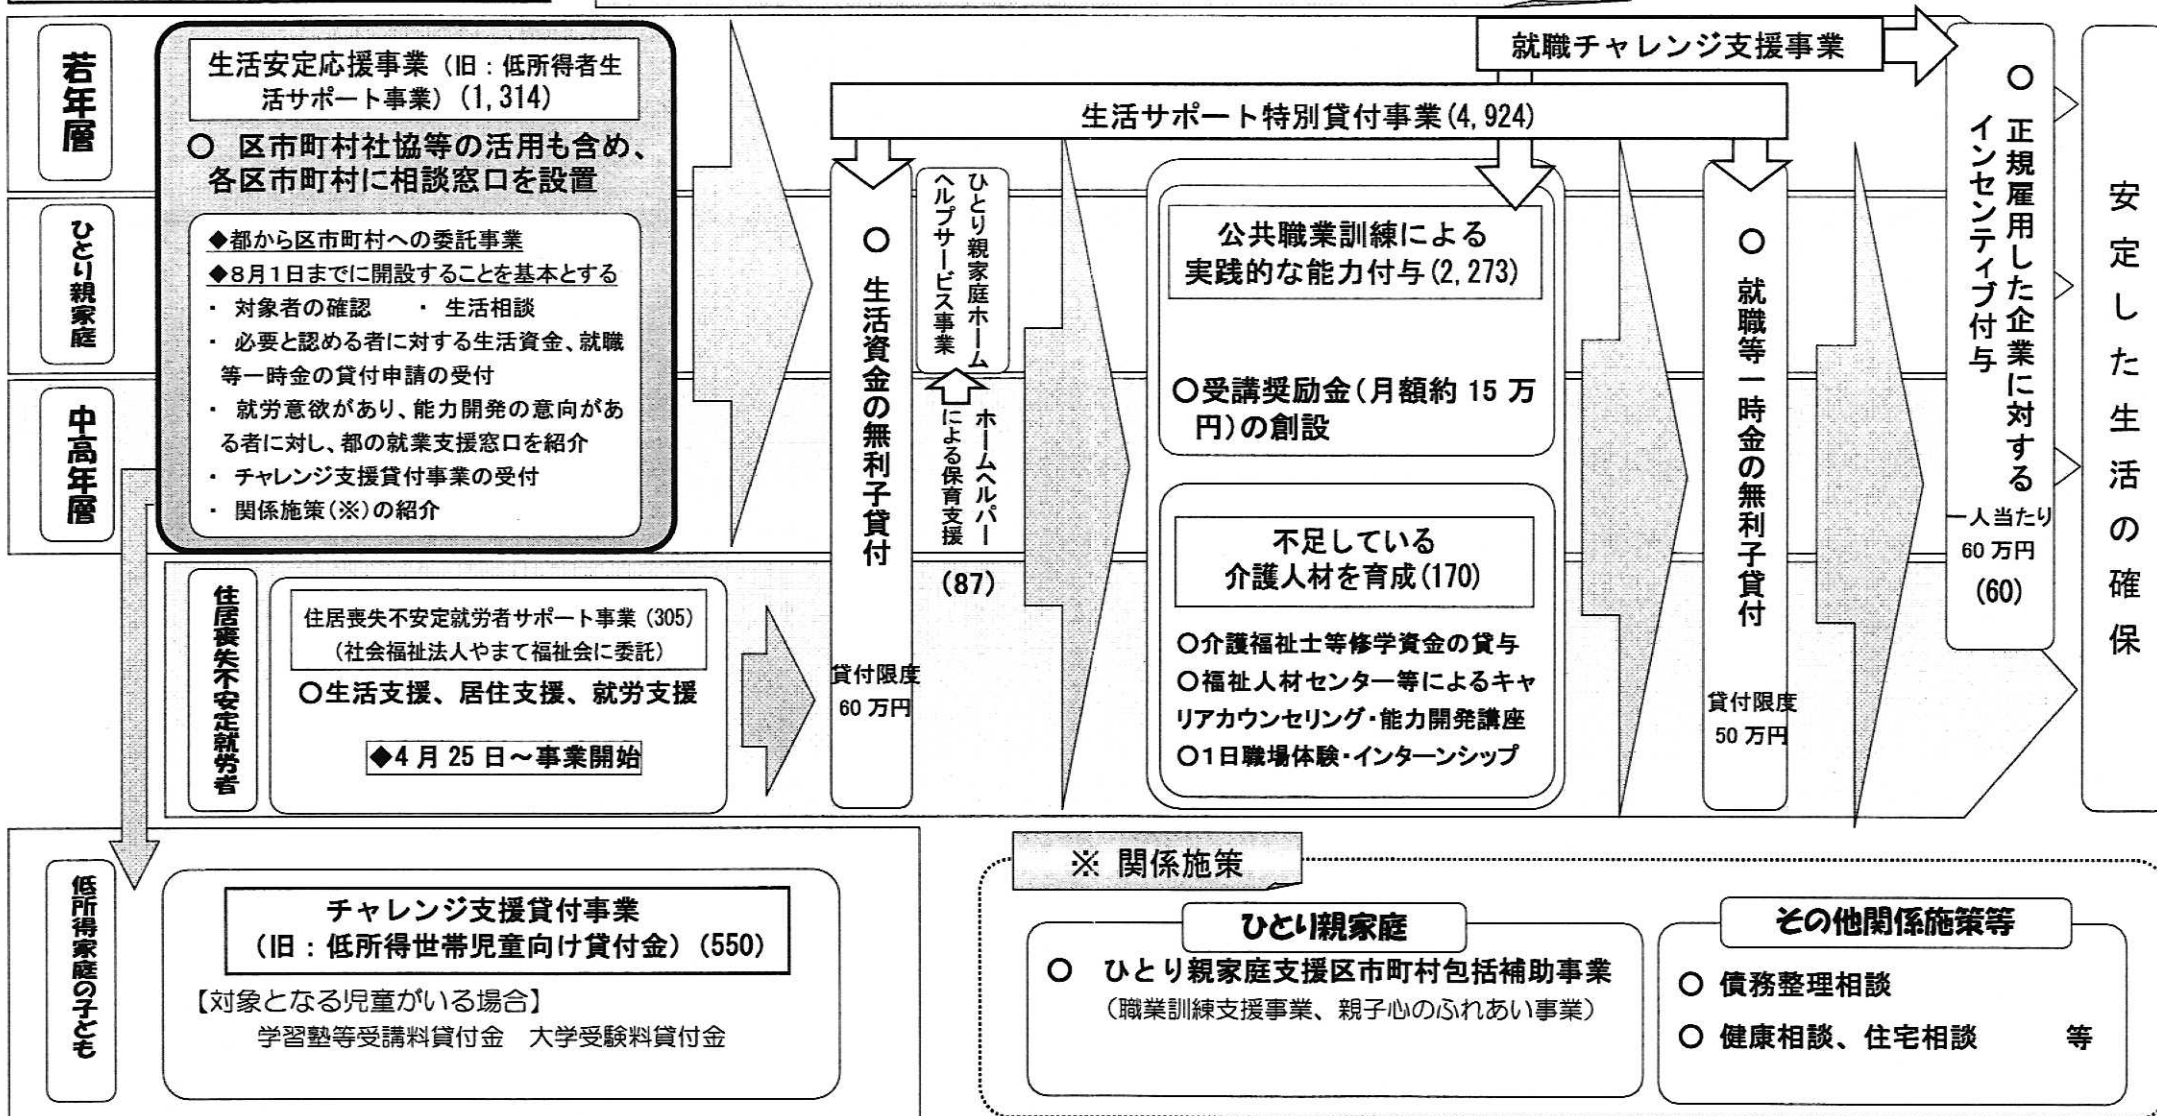 若年層
生活安定応援事業（旧：低所得者生
活サポート事業）（1,314）
○　区市町村社協等の活用も含め、
各区市町村に相談窓口を設置
ひとり親家庭
◆都から区市町村への委託事業
◆8月1日までに開設することを基本とする
・ 対象者の確認　・ 生活相談
・ 必要と認める者に対する生活資金、就職
等一時金の貸付申請の受付
・ 就労意欲があり、能力開発の意向があ
る者に対し、都の就業支援窓口を紹介
・ チャレンジ支援貸付事業の受付
・ 関係施策（※）の紹介
中高年層
住居喪失不安定就労者
住居喪失不安定就労者サポート事業（305）
（社会福祉法人やまて福祉会に委託）
○生活支援、居住支援、就労支援
◆4月25日～事業開始
就職チャレンジ支援事業
生活サポート特別貸付事業（4,924）
○　生活資金の無利子貸付
貸付限度
60万円
ひとり親家庭ホーム
ヘルプサービス事業
ホームヘルパー
による保育支援
（87）
公共職業訓練による
実践的な能力付与（2,273）
○受講奨励金（月額約 15 万
円）の創設
不足している
介護人材を育成（170）
○介護福祉士等修学資金の貸与
○福祉人材センター等によるキャ
リアカウンセリング・能力開発講座
○1日職場体験・インターンシップ
○　就職等一時金の無利子貸付
貸付限度
50万円
○　正規雇用した企業に対する
インセンティブ付与
一人当たり
60万円
（60）
安定した生活の確保
低所得家庭の子ども
チャレンジ支援貸付事業
（旧：低所得世帯児童向け貸付金）（550）
【対象となる児童がいる場合】
学習塾等受講料貸付金　大学受験料貸付金
※ 関係施策
ひとり親家庭
○　ひとり親家庭支援区市町村包括補助事業
（職業訓練支援事業、親子心のふれあい事業）
その他関係施策等
○ 債務整理相談
○ 健康相談、住宅相談　　　等